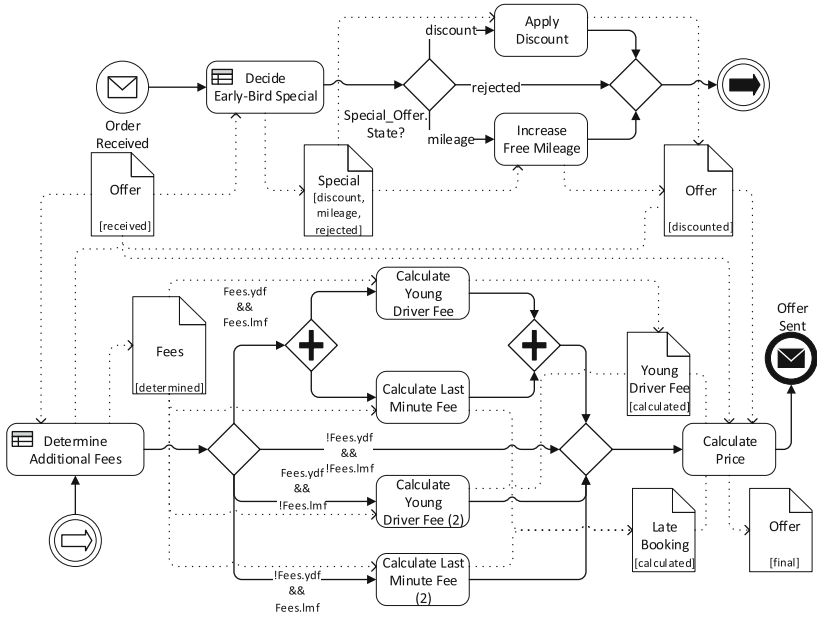 Apply
Discount
discount
Decide
Early-Bird Special
rejected
Order
Received
Special_Offer.
State?
mileage
Increase
Free Mileage
Offer
[received]
Special
[discount,
mileage,
rejected]
Offer
[discounted]
Calculate
Young
Driver Fee
Fees.ydf
&&
Fees.lmf
Offer
Sent
Fees
[determined]
Young
Driver Fee
[calculated]
Calculate Last
Minute Fee
Determine
Additional Fees
!Fees.ydf
&&
!Fees.lmf
Calculate
Price
Fees.ydf
&&
!Fees.lmf
Calculate
Young
Driver Fee (2)
Late
Booking
[calculated]
Offer
[final]
!Fees.ydf
&&
Fees.lmf
Calculate Last
Minute Fee
(2)